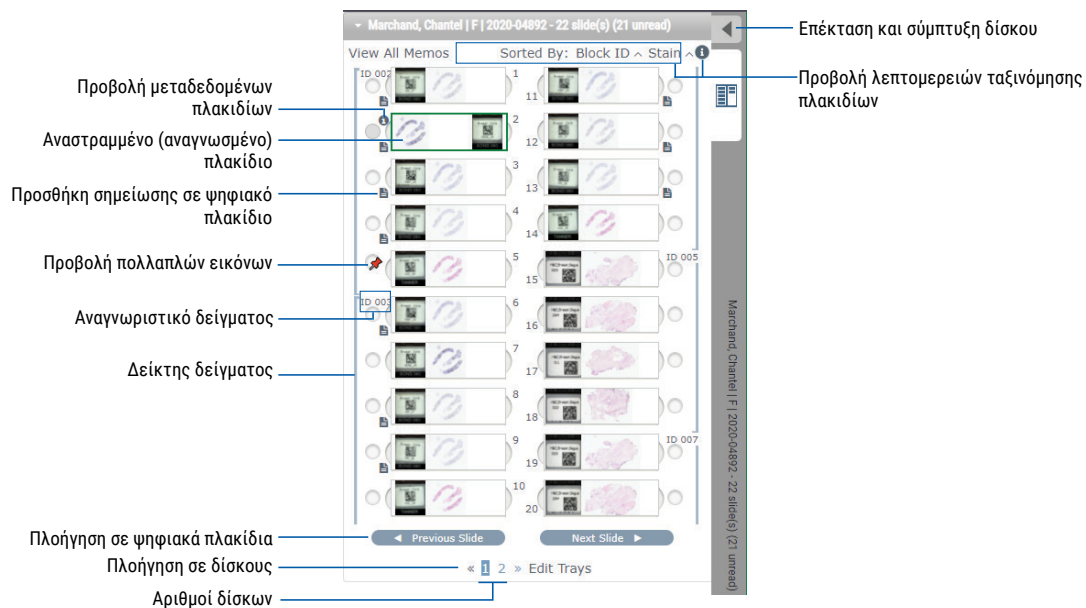 Marchand, Chantel | F | 2020-04892 - 22 slide(s) (21 unread)
Επέκταση και σύμπτυξη δίσκου
View All Memos
Sorted By: Block ID ^ Stain ^
Προβολή λεπτομερειών ταξινόμησης
πλακιδίων
Προβολή μεταδεδομένων
πλακιδίων
Αναστραμμένο (αναγνωσμένο)
πλακίδιο
Προσθήκη σημείωσης σε ψηφιακό
πλακίδιο
Προβολή πολλαπλών εικόνων
Αναγνωριστικό δείγματος
Δείκτης δείγματος
ID 002
1
11
2
12
3
13
4
14
5
15
ID 005
ID 003
6
16
7
17
8
18
9
19
ID 007
10
20
Marchand, Chantel | F | 2020-04892 - 22 slide(s) (21 unread)
Πλοήγηση σε ψηφιακά πλακίδια
◄ Previous Slide
Next Slide ►
Πλοήγηση σε δίσκους
« 1 2 » Edit Trays
Αριθμοί δίσκων